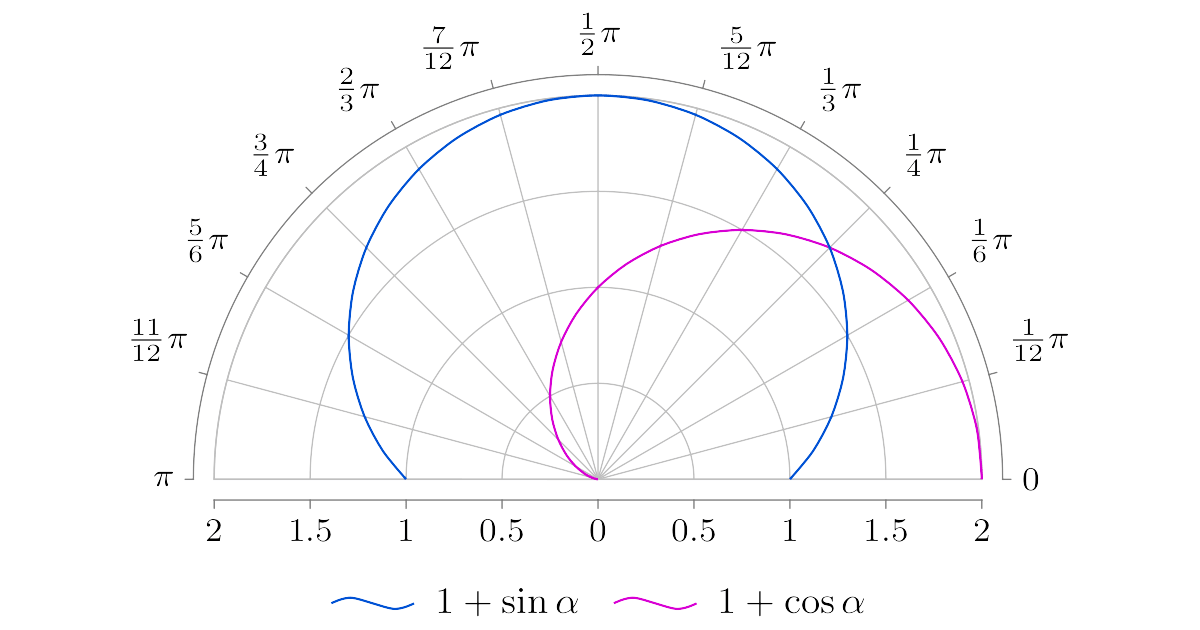 1/2 π
7/12 π
5/12 π
2/3 π
1/3 π
3/4 π
1/4 π
5/6 π
1/6 π
11/12 π
1/12 π
π
0
2 1.5 1 0.5 0 0.5 1 1.5 2
1 + sin α 1 + cos α